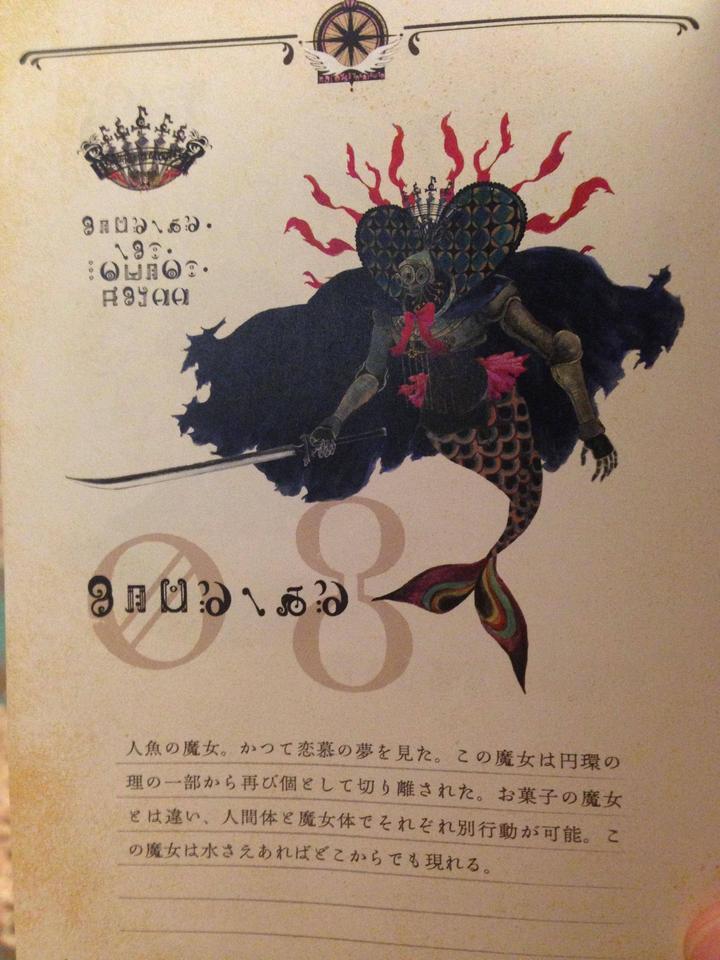 08
人魚の魔女。かつて恋慕の夢を見た。この魔女は円環の
理の一部から再び個として切り離された。お菓子の魔女
とは違い、人間体と魔女体でそれぞれ別行動が可能。こ
の魔女は水さえあればどこからでも現れる。